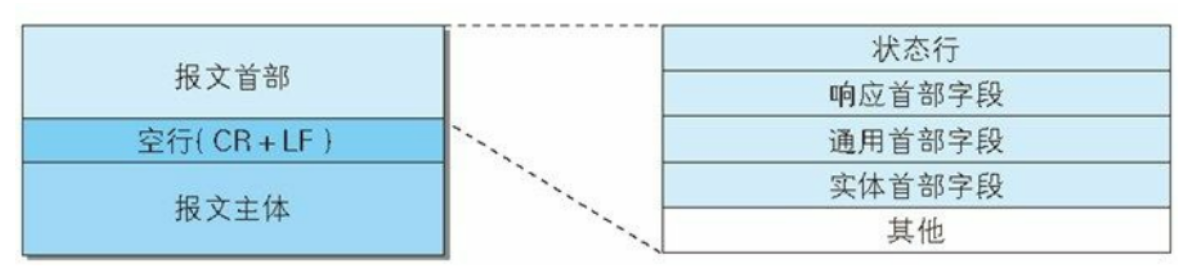 报文首部
空行( CR + LF )
报文主体
状态行
响应首部字段
通用首部字段
实体首部字段
其他